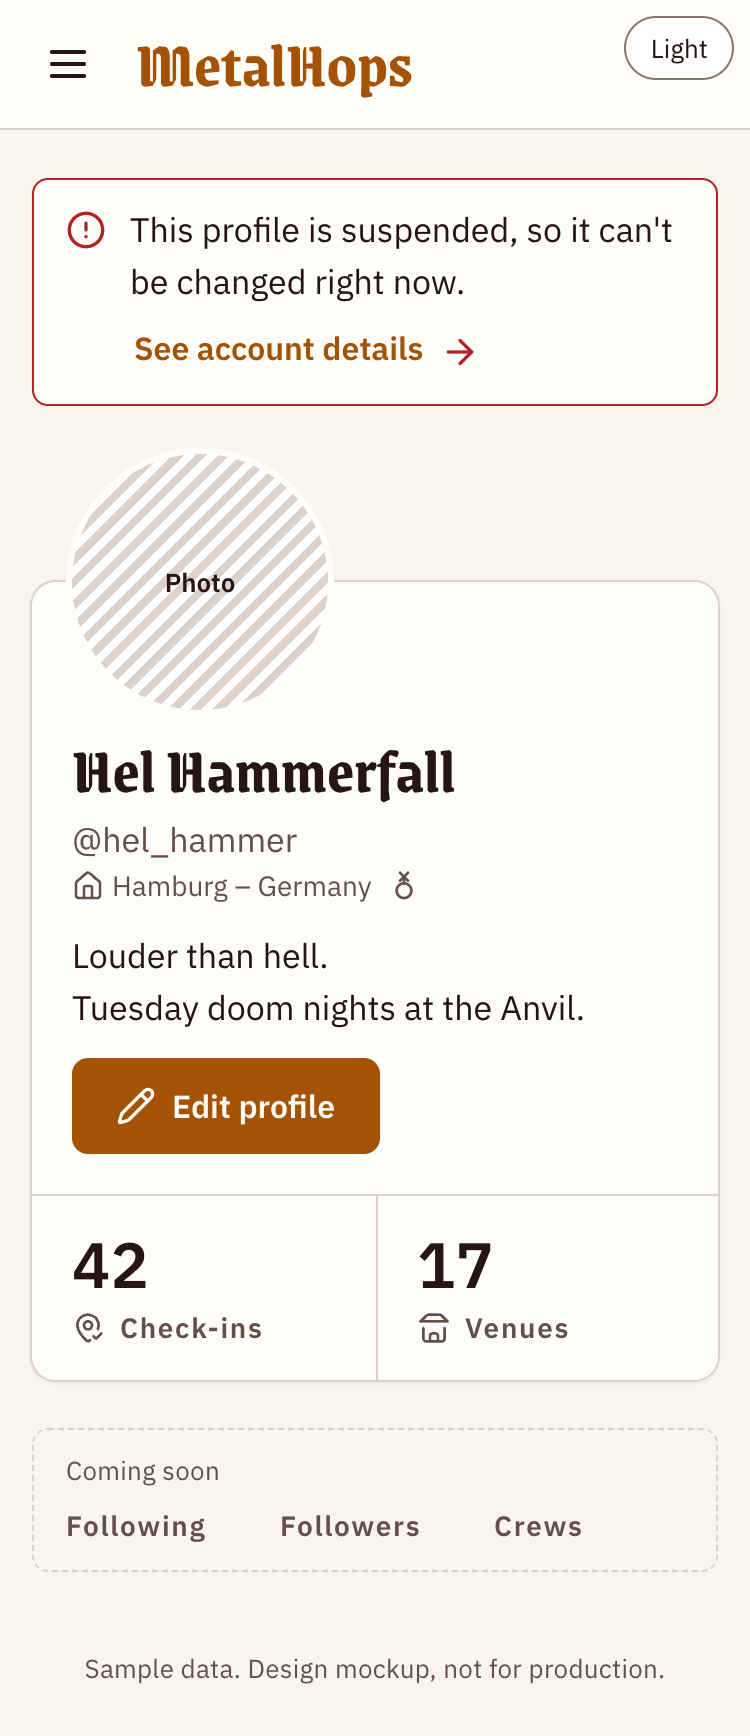 MetalHops
Light
This profile is suspended, so it can't
be changed right now.
See account details
Photo
Hel Hammerfall
@hel_hammer
Hamburg – Germany
Louder than hell.
Tuesday doom nights at the Anvil.
Edit profile
42
Check-ins
17
Venues
Coming soon
Following
Followers
Crews
Sample data. Design mockup, not for production.